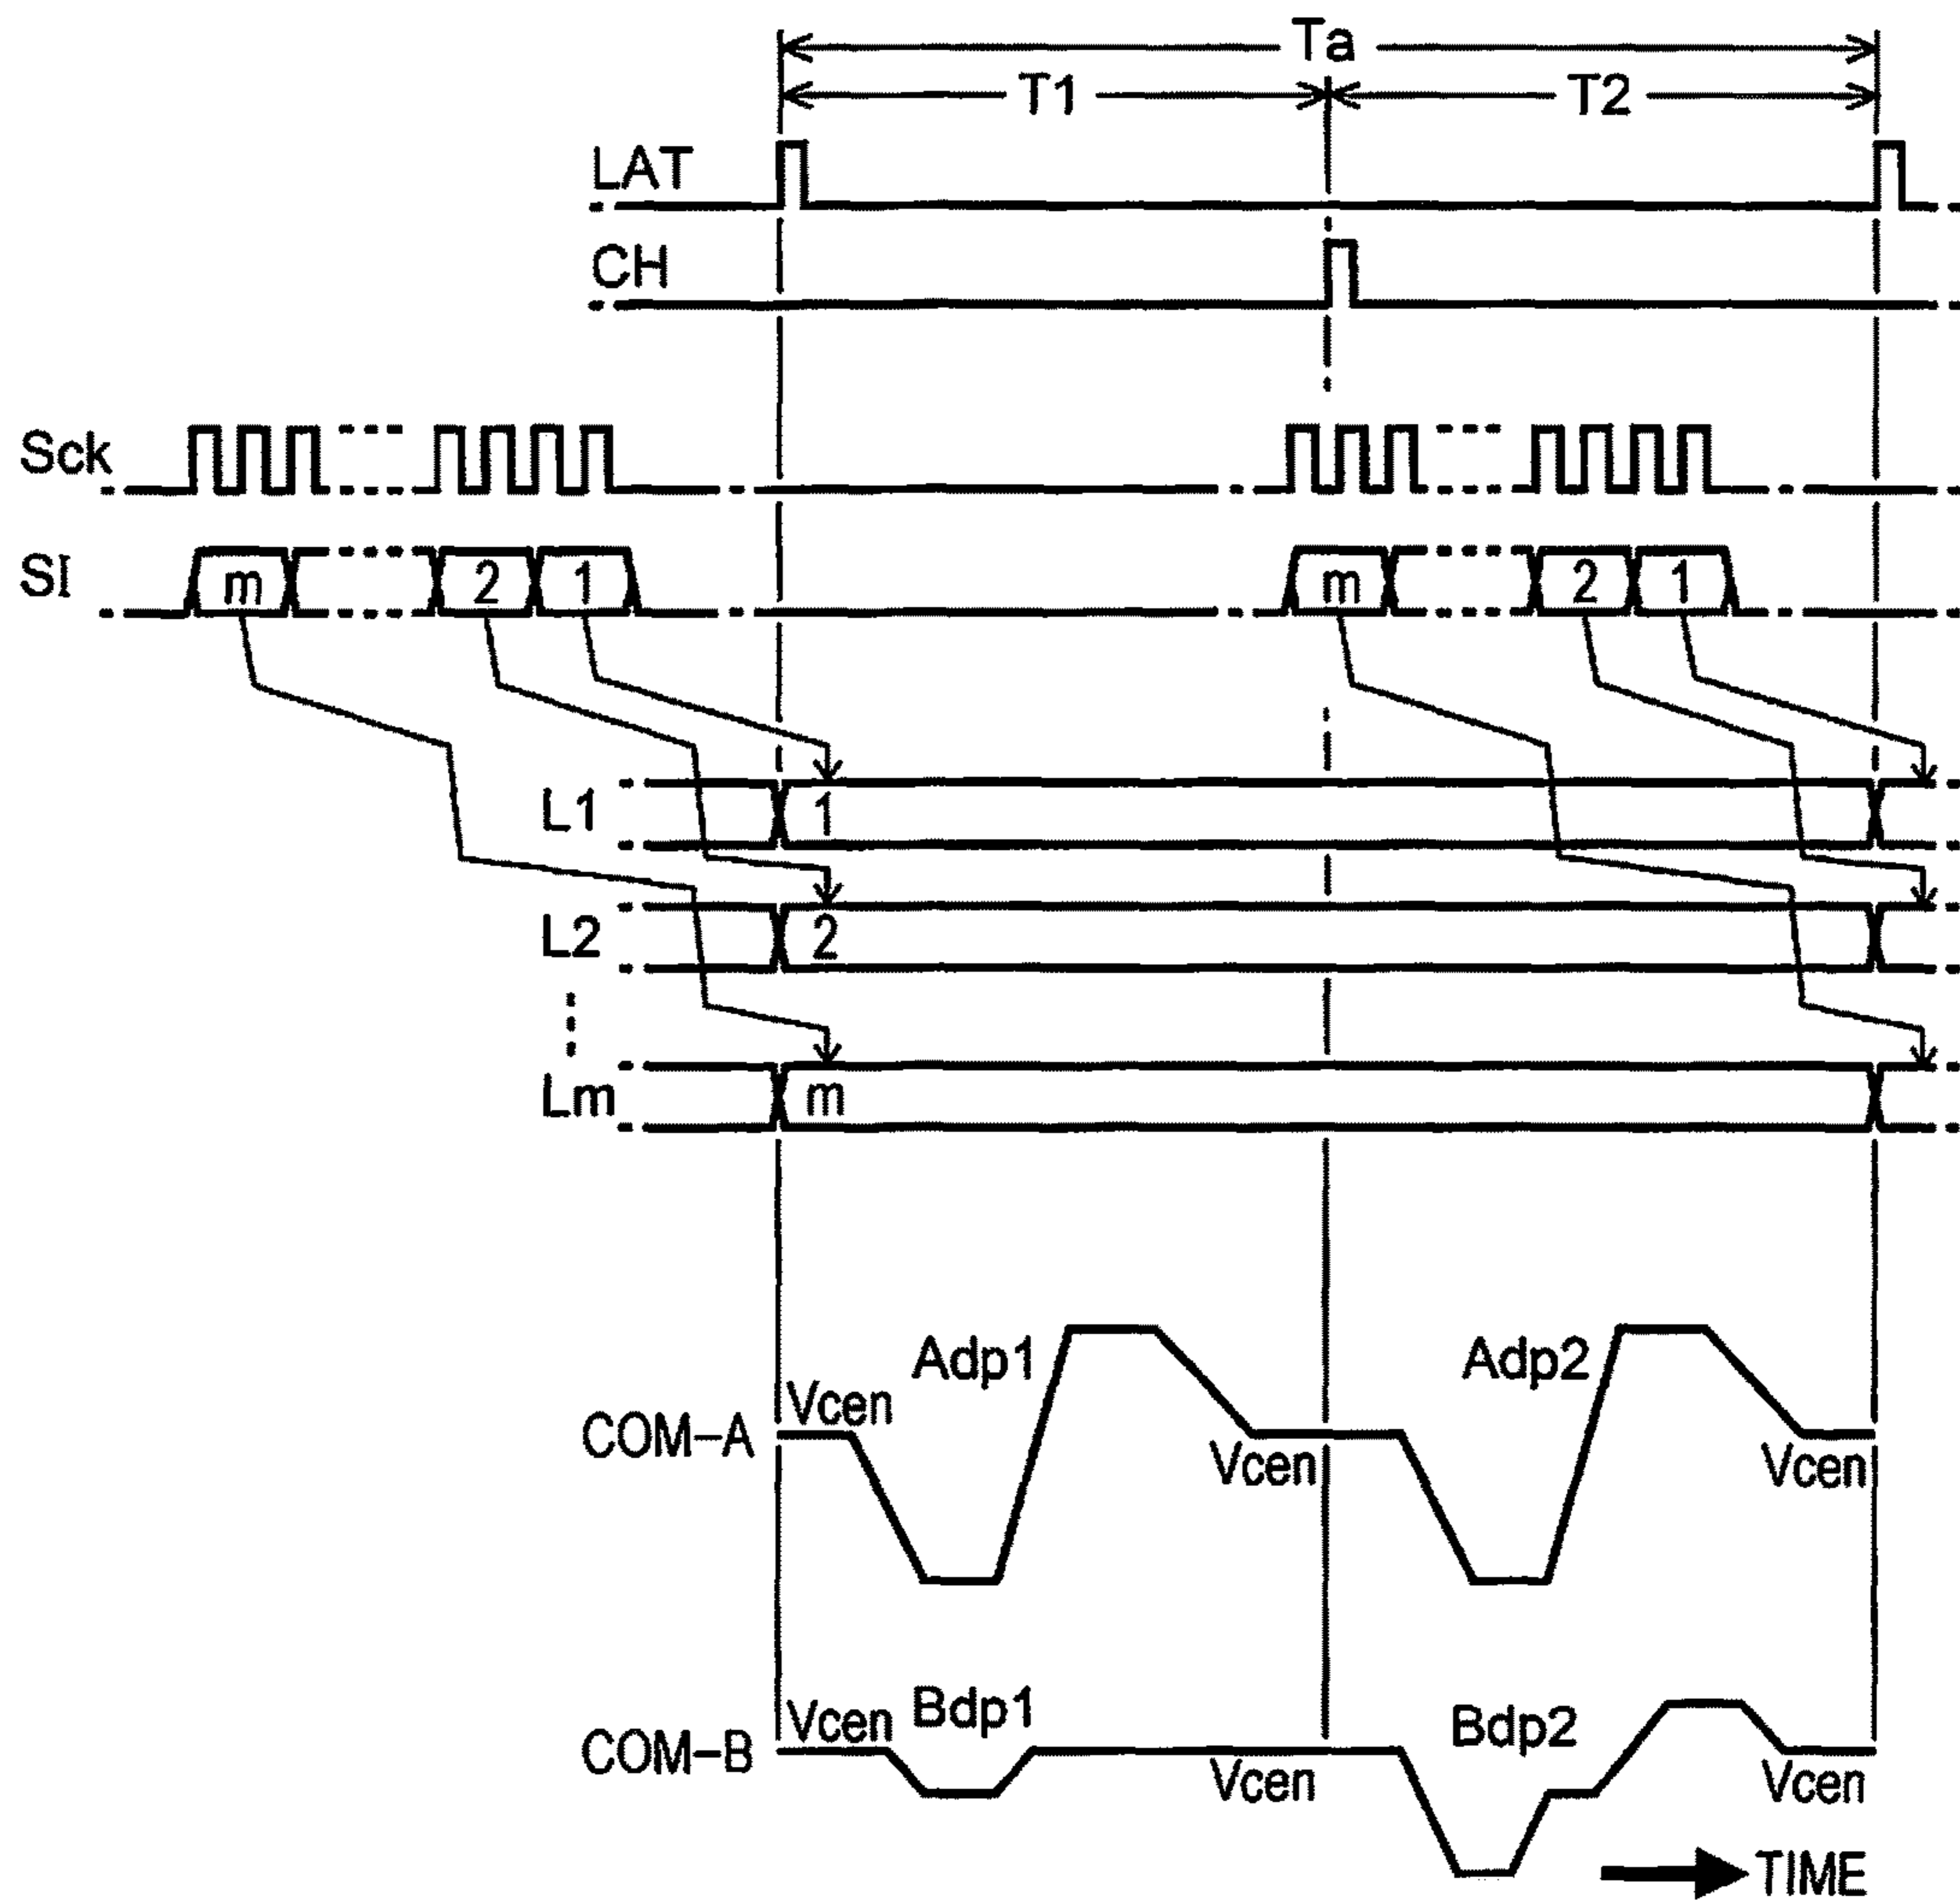 Ta
T1 T2
LAT
CH
Sck
SI m 2 1 m 2 1
L1 1
L2 2
Lm m
Adp1 Adp2
Vcen
COM-A
Vcen Vcen
Bdp1
Vcen Bdp2
COM-B
Vcen Vcen
TIME